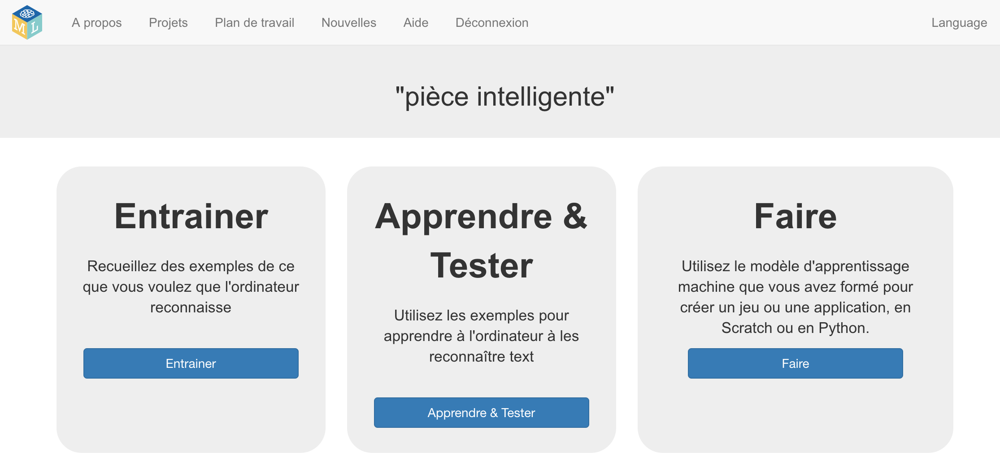 M L
A propos Projets Plan de travail Nouvelles Aide Déconnexion Language
"pièce intelligente"
Entrainer
Recueillez des exemples de ce
que vous voulez que l'ordinateur
reconnaisse
Entrainer
Apprendre &
Tester
Utilisez les exemples pour
apprendre à l'ordinateur à les
reconnaître text
Apprendre & Tester
Faire
Utilisez le modèle d'apprentissage
machine que vous avez formé pour
créer un jeu ou une application, en
Scratch ou en Python.
Faire